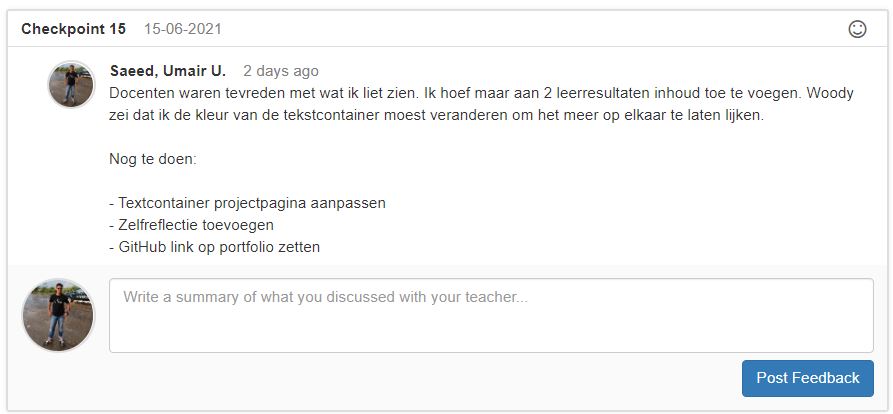 Checkpoint 15 15-06-2021
Saeed, Umair U. 2 days ago
Docenten waren tevreden met wat ik liet zien. Ik hoef maar aan 2 leerresultaten inhoud toe te voegen. Woody
zei dat ik de kleur van de tekstcontainer moest veranderen om het meer op elkaar te laten lijken.
Nog te doen:
- Textcontainer projectpagina aanpassen
- Zelfreflectie toevoegen
- GitHub link op portfolio zetten
Write a summary of what you discussed with your teacher...
Post Feedback